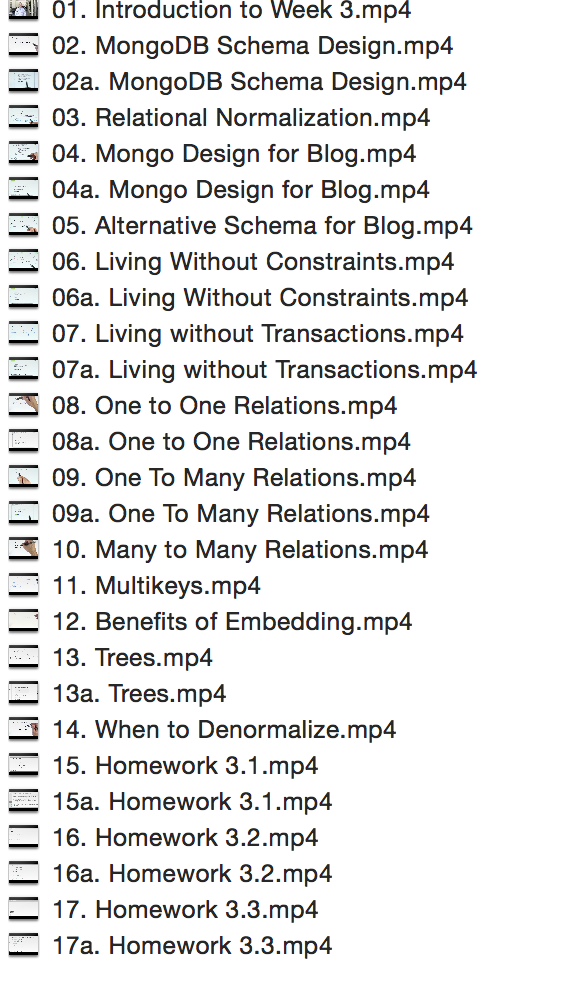 01. Introduction to Week 3.mp4
02. MongoDB Schema Design.mp4
02a. MongoDB Schema Design.mp4
03. Relational Normalization.mp4
04. Mongo Design for Blog.mp4
04a. Mongo Design for Blog.mp4
05. Alternative Schema for Blog.mp4
06. Living Without Constraints.mp4
06a. Living Without Constraints.mp4
07. Living without Transactions.mp4
07a. Living without Transactions.mp4
08. One to One Relations.mp4
08a. One to One Relations.mp4
09. One To Many Relations.mp4
09a. One To Many Relations.mp4
10. Many to Many Relations.mp4
11. Multikeys.mp4
12. Benefits of Embedding.mp4
13. Trees.mp4
13a. Trees.mp4
14. When to Denormalize.mp4
15. Homework 3.1.mp4
15a. Homework 3.1.mp4
16. Homework 3.2.mp4
16a. Homework 3.2.mp4
17. Homework 3.3.mp4
17a. Homework 3.3.mp4